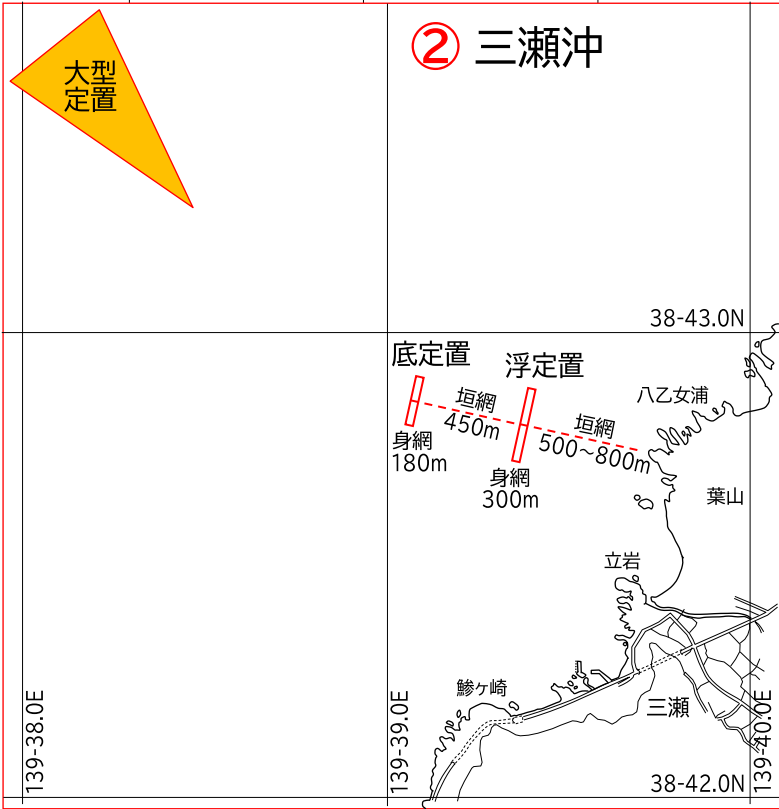 ② 三瀬沖
大型
定置
38-43.0N
底定置
浮定置
八乙女浦
垣網
450m
垣網
500~800m
身網
180m
身網
300m
葉山
立岩
鯵ヶ崎
三瀬
139-38.0E
139-39.0E
139-40.0E
38-42.0N